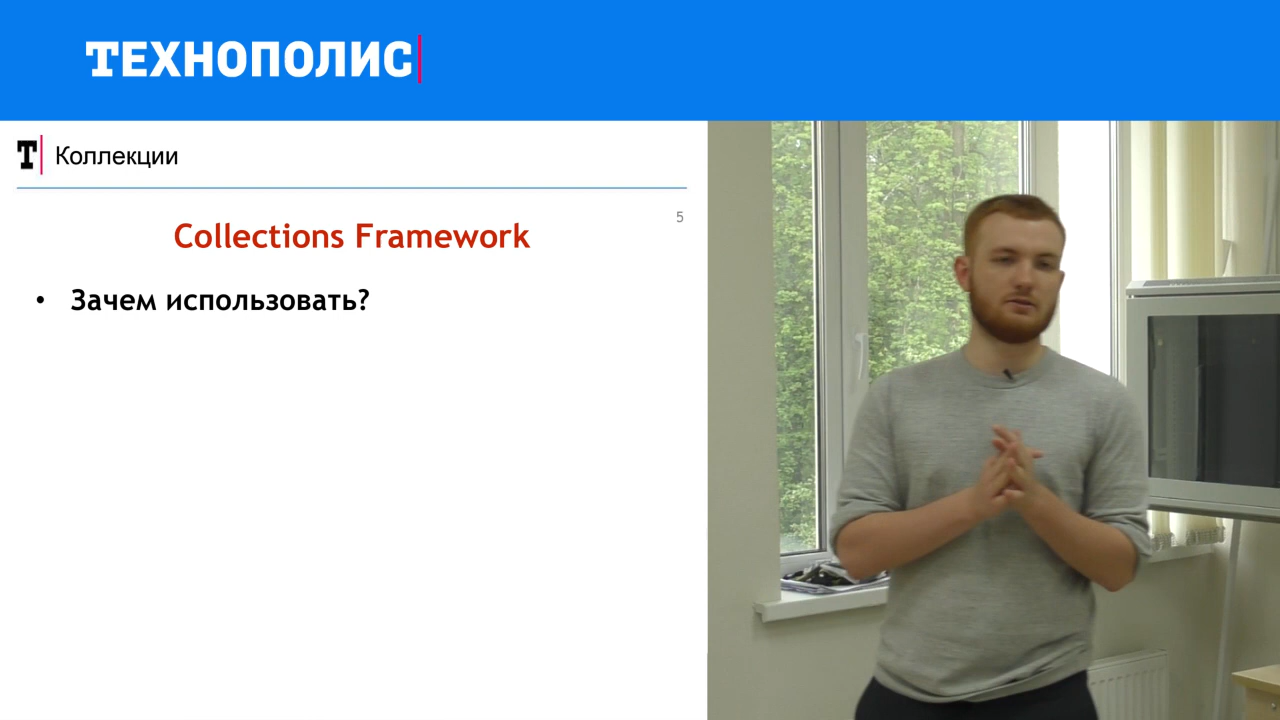 ТЕХНОПОЛИС
Т Коллекции
5
Collections Framework
• Зачем использовать?